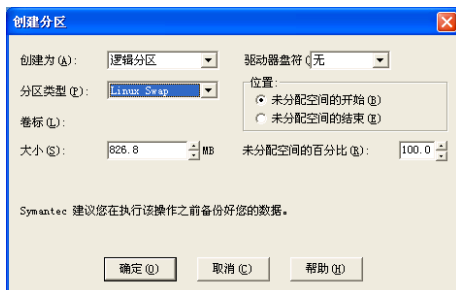 创建分区
创建为(A): 逻辑分区 驱动器盘符( 无
分区类型(P): Linux Swap 位置:
未分配空间的开始(B)
卷标(L): 未分配空间的结束(E)
大小(S): 826.8 MB 未分配空间的百分比(R): 100.0
Symantec 建议您在执行该操作之前备份好您的数据。
确定(O) 取消(C) 帮助(H)